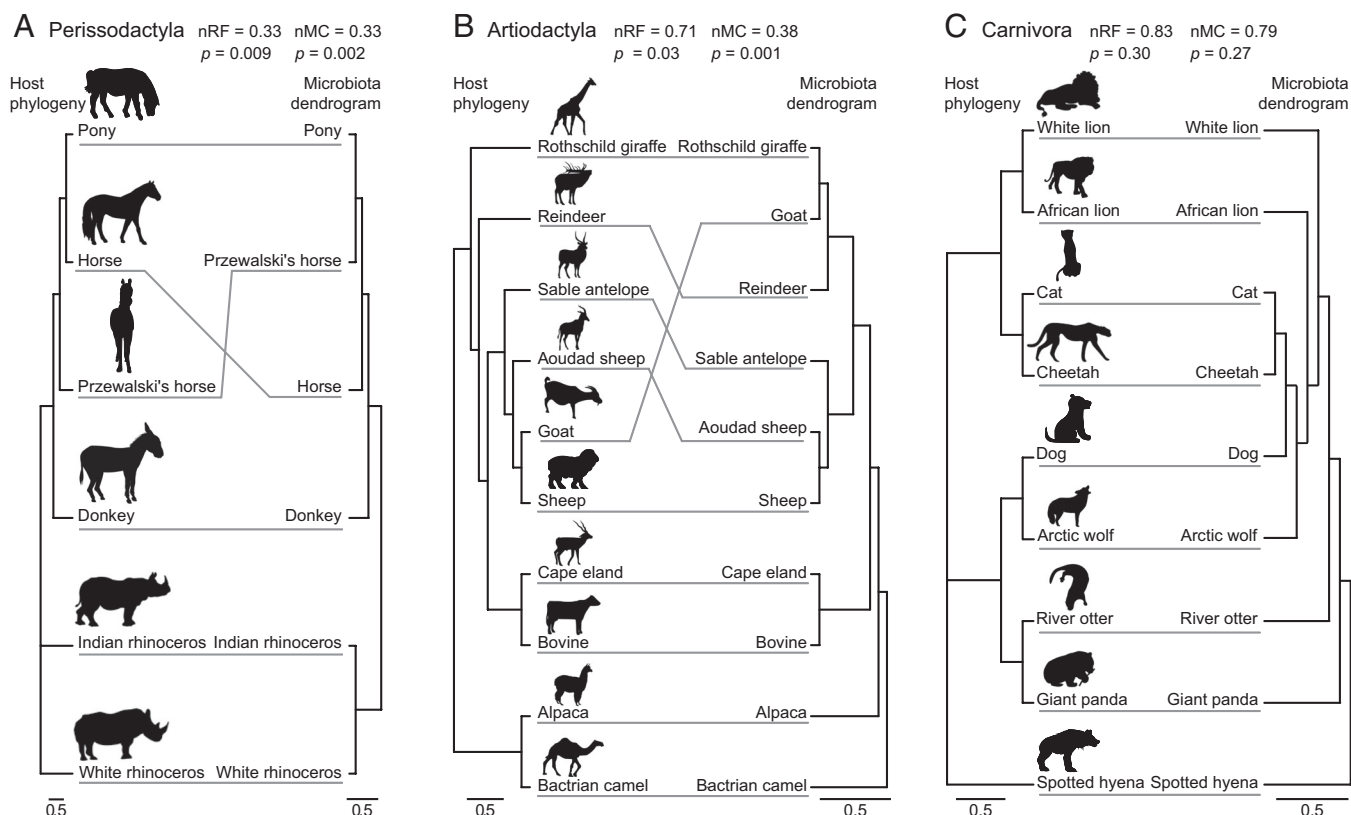 A Perissodactyla nRF = 0.33 nMC = 0.33
p = 0.009 p = 0.002
Host phylogeny
Microbiota dendrogram
Pony Pony
Horse Przewalski's horse
Przewalski's horse Horse
Donkey Donkey
Indian rhinoceros Indian rhinoceros
White rhinoceros White rhinoceros
0.5 0.5
B Artiodactyla nRF = 0.71 nMC = 0.38
p = 0.03 p = 0.001
Host phylogeny
Microbiota dendrogram
Rothschild giraffe Rothschild giraffe
Reindeer Goat
Sable antelope Reindeer
Aoudad sheep Sable antelope
Goat Aoudad sheep
Sheep Sheep
Cape eland Cape eland
Bovine Bovine
Alpaca Alpaca
Bactrian camel Bactrian camel
0.5 0.5
C Carnivora nRF = 0.83 nMC = 0.79
p = 0.30 p = 0.27
Host phylogeny
Microbiota dendrogram
White lion White lion
African lion African lion
Cat Cat
Cheetah Cheetah
Dog Dog
Arctic wolf Arctic wolf
River otter River otter
Giant panda Giant panda
Spotted hyena Spotted hyena
0.5 0.5